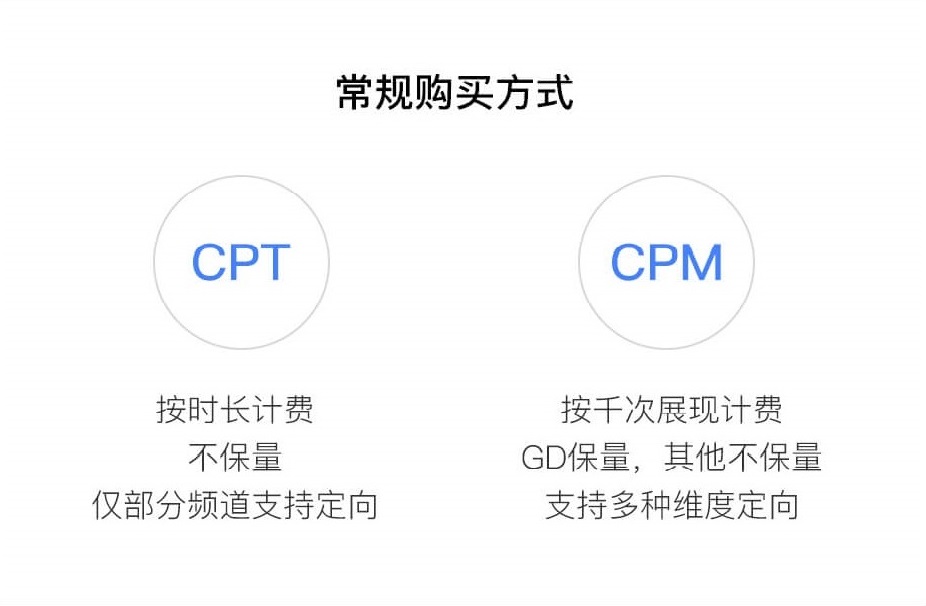 常规购买方式
CPT
按时长计费
不保量
仅部分频道支持定向
CPM
按千次展现计费
GD保量，其他不保量
支持多种维度定向